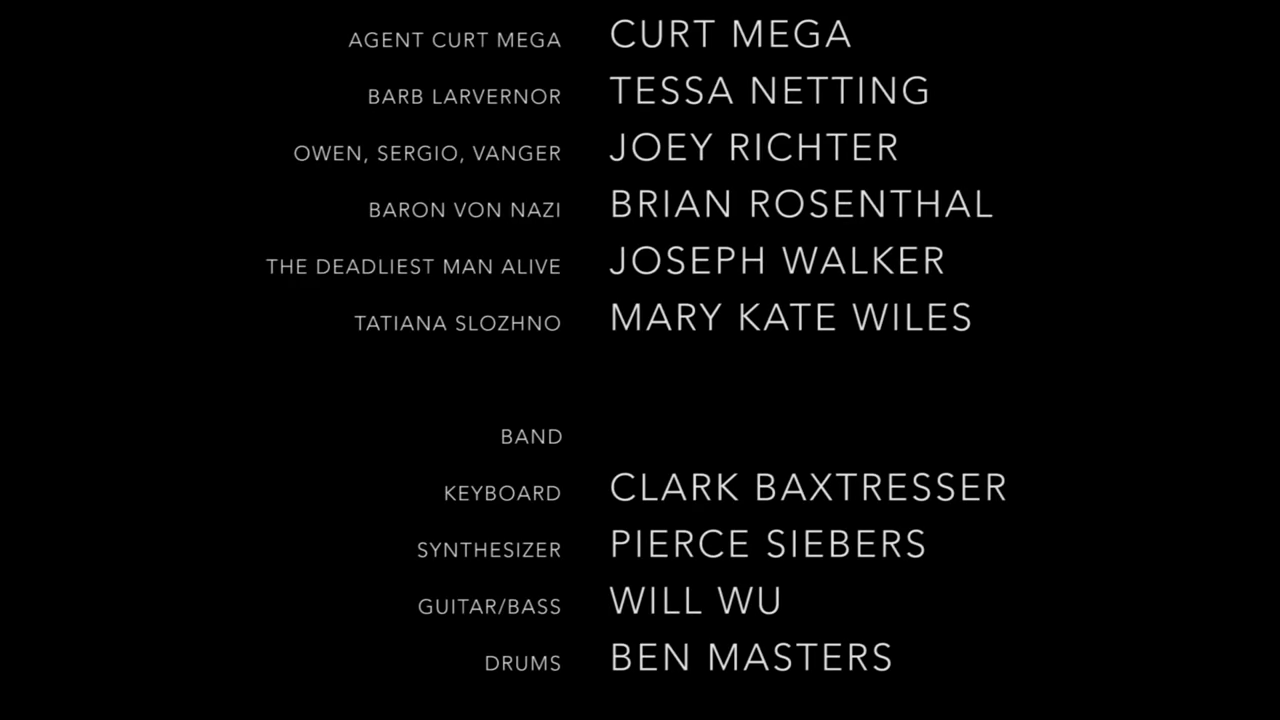 AGENT CURT MEGA CURT MEGA
BARB LARVERNOR TESSA NETTING
OWEN, SERGIO, VANGER JOEY RICHTER
BARON VON NAZI BRIAN ROSENTHAL
THE DEADLIEST MAN ALIVE JOSEPH WALKER
TATIANA SLOZHNO MARY KATE WILES
BAND
KEYBOARD CLARK BAXTRESSER
SYNTHESIZER PIERCE SIEBERS
GUITAR/BASS WILL WU
DRUMS BEN MASTERS